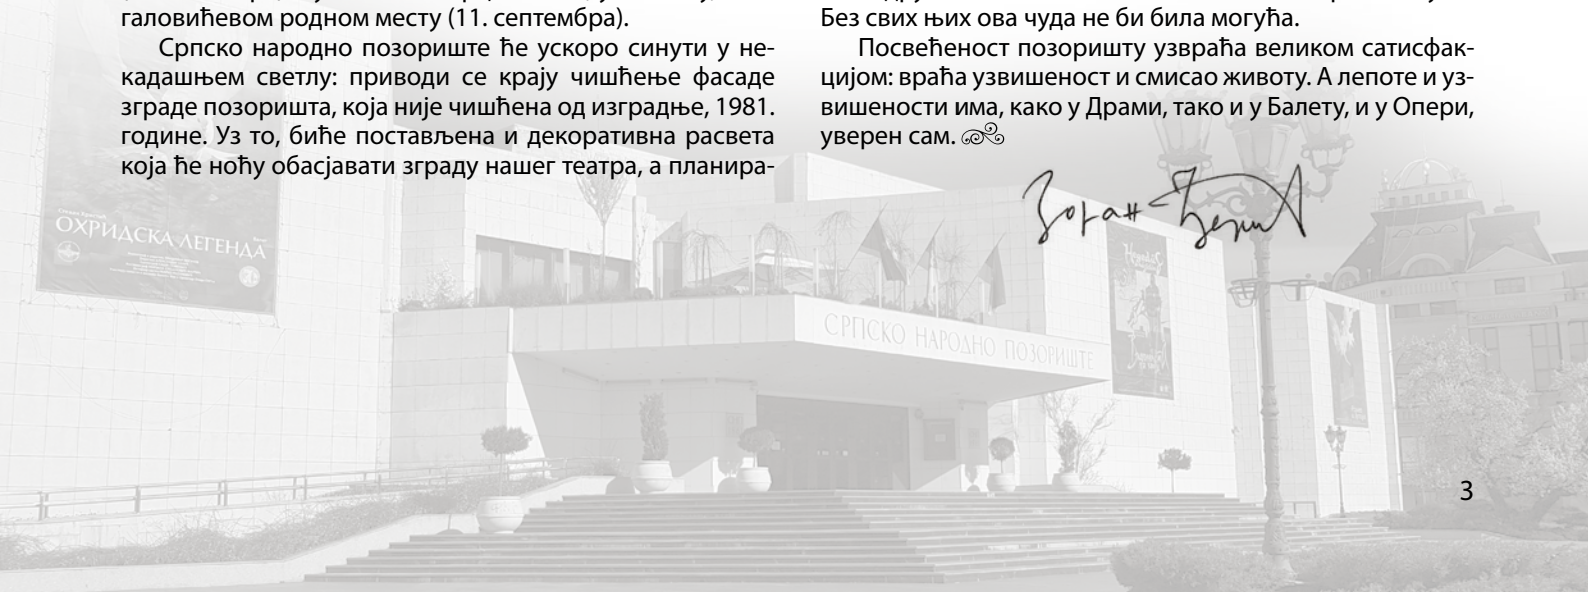 галовићевом родном месту (11. септембра).
Српско народно позориште ће ускоро синути у не-
кадашњем светлу: приводи се крају чишћење фасаде
зграде позоришта, која није чишћена од изградње, 1981.
године. Уз то, биће постављена и декоративна расвета
која ће ноћу обасјавати зграду нашег театра, а планира-
Без свих њих ова чуда не би била могућа.
Посвећеност позоришту узвраћа великом сатисфак-
цијом: враћа узвишеност и смисао животу. А лепоте и уз-
вишености има, како у Драми, тако и у Балету, и у Опери,
уверен сам.
Зоран Ђерић
ОХРИДСКА ЛЕГЕНДА
СРПСКО НАРОДНО ПОЗОРИШТЕ
3